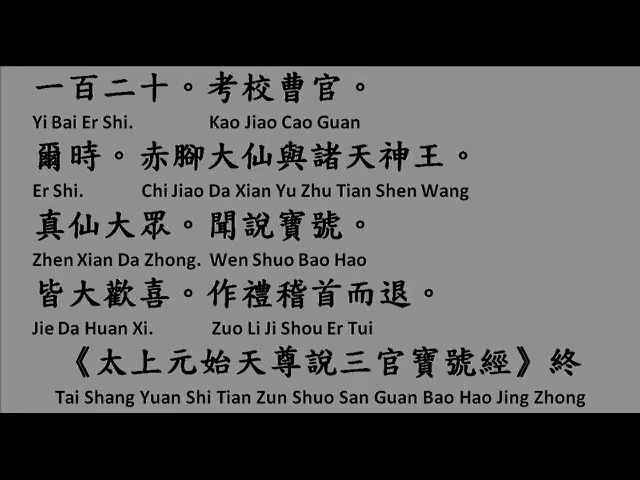 一百二十。考校曹官。
Yi Bai Er Shi. Kao Jiao Cao Guan
爾時。赤腳大仙與諸天神王。
Er Shi. Chi Jiao Da Xian Yu Zhu Tian Shen Wang
真仙大眾。聞說寶號。
Zhen Xian Da Zhong. Wen Shuo Bao Hao
皆大歡喜。作禮稽首而退。
Jie Da Huan Xi. Zuo Li Ji Shou Er Tui
《太上元始天尊說三官寶號經》終
Tai Shang Yuan Shi Tian Zun Shuo San Guan Bao Hao Jing Zhong